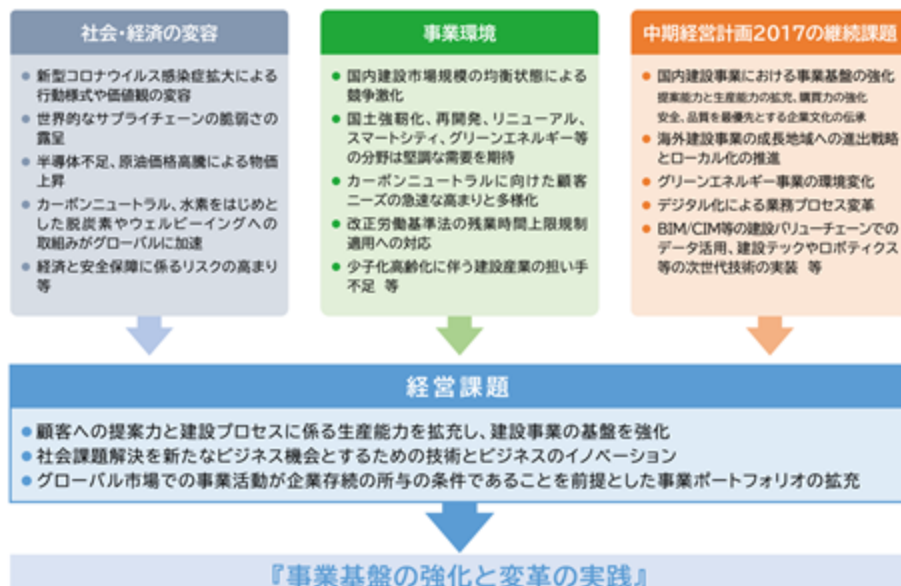 社会・経済の変容
新型コロナウイルス感染症拡大による
行動様式や価値観の変容
世界的なサプライチェーンの脆弱さの
露呈
半導体不足、原油価格高騰による物価
上昇
カーボンニュートラル、水素をはじめと
した脱炭素やウェルビーイングへの
取組みがグローバルに加速
経済と安全保障に係るリスクの高まり
等
事業環境
国内建設市場規模の均衡状態による
競争激化
国土強靭化、再開発、リニューアル、
スマートシティ、グリーンエネルギー等
の分野は堅調な需要を期待
カーボンニュートラルに向けた顧客
ニーズの急速な高まりと多様化
改正労働基準法の残業時間上限規制
適用への対応
少子化高齢化に伴う建設産業の担い手
不足 等
中期経営計画2017の継続課題
国内建設事業における事業基盤の強化
提案能力と生産能力の拡充、購買力の強化
安全、品質を最優先とする企業文化の伝承
海外建設事業の成長地域への進出戦略
とローカル化の推進
グリーンエネルギー事業の環境変化
デジタル化による業務プロセス変革
BIM/CIM等の建設バリューチェーンでの
データ活用、建設テックやロボティクス
等の次世代技術の実装 等
経営課題
顧客への提案力と建設プロセスに係る生産能力を拡充し、建設事業の基盤を強化
社会課題解決を新たなビジネス機会とするための技術とビジネスのイノベーション
グローバル市場での事業活動が企業存続の所与の条件であることを前提とした事業ポートフォリオの拡充
『事業基盤の強化と変革の実践』